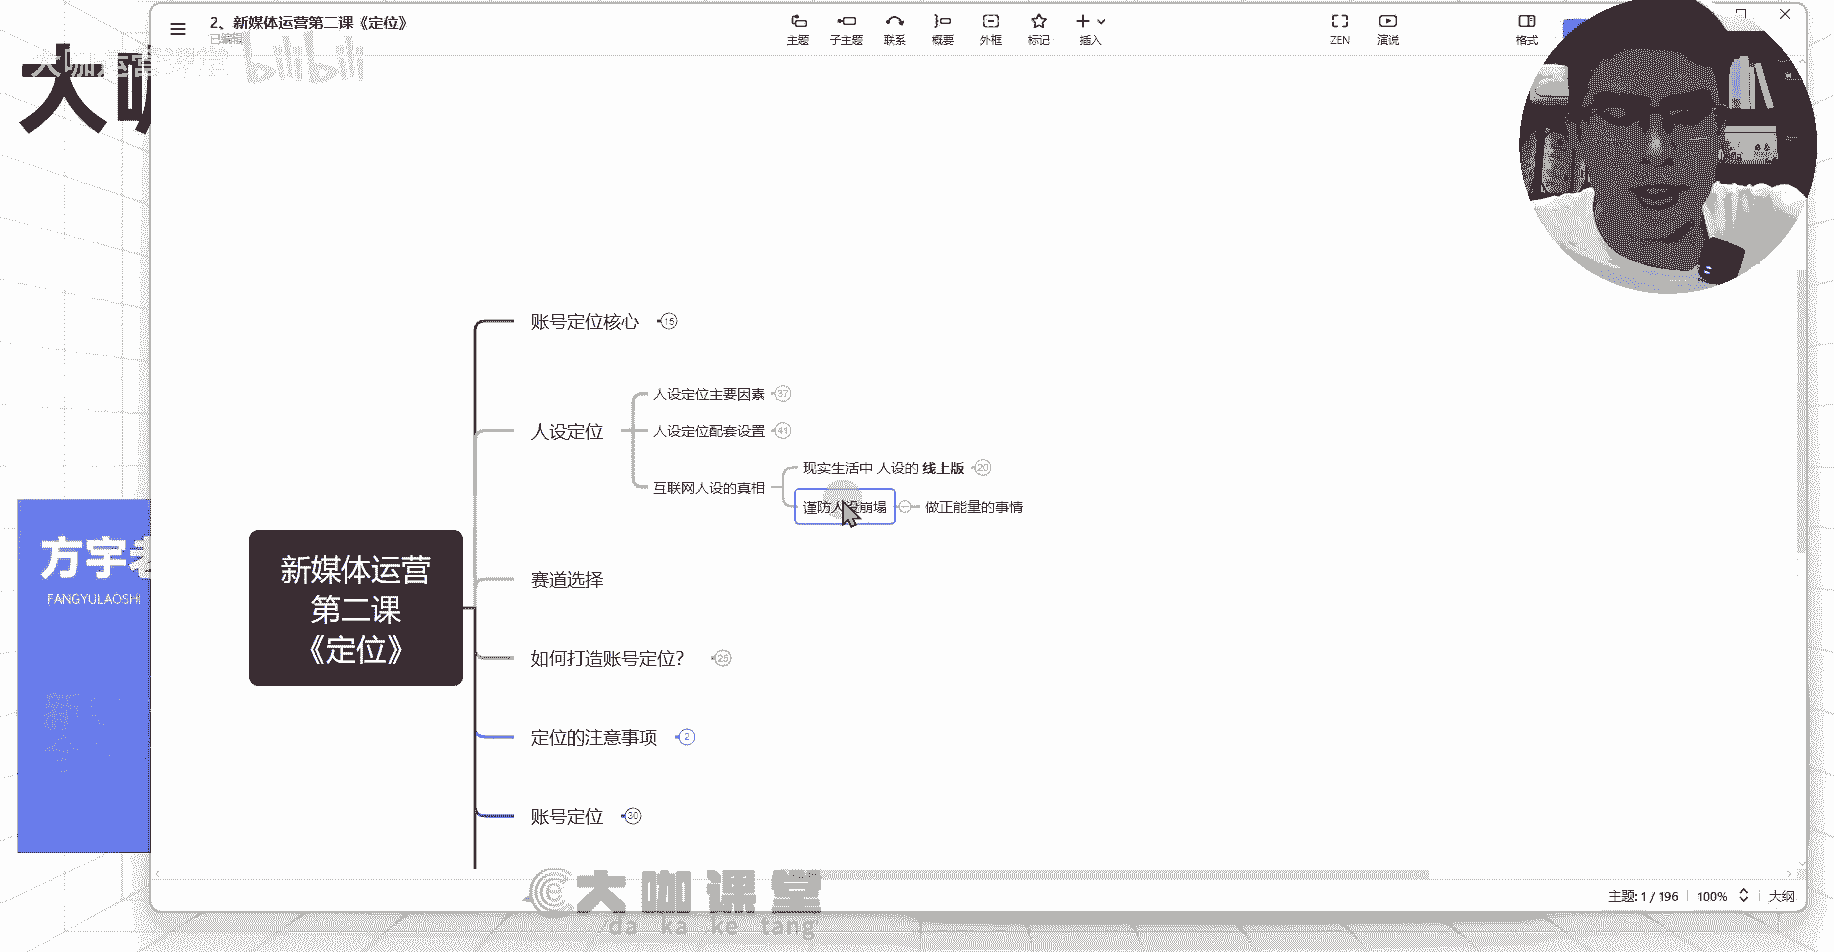 2、新媒体运营第二课《定位》
已编辑
主题
子主题
联系
概要
外框
标记
插入
ZEN
演说
格式
大咖运营
bilibili
大咖
账号定位核心
15
人设定位
人设定位主要因素
37
人设定位配套设置
41
互联网人设的真相
现实生活中 人设的 线上版
20
谨防人设崩塌
做正能量的事情
新媒体运营
第二课
《定位》
赛道选择
如何打造账号定位？
25
定位的注意事项
2
账号定位
30
方宇老
FANGYULAOSHI
大咖课堂
da ka ke tang
主题: 1 / 196
100%
大纲